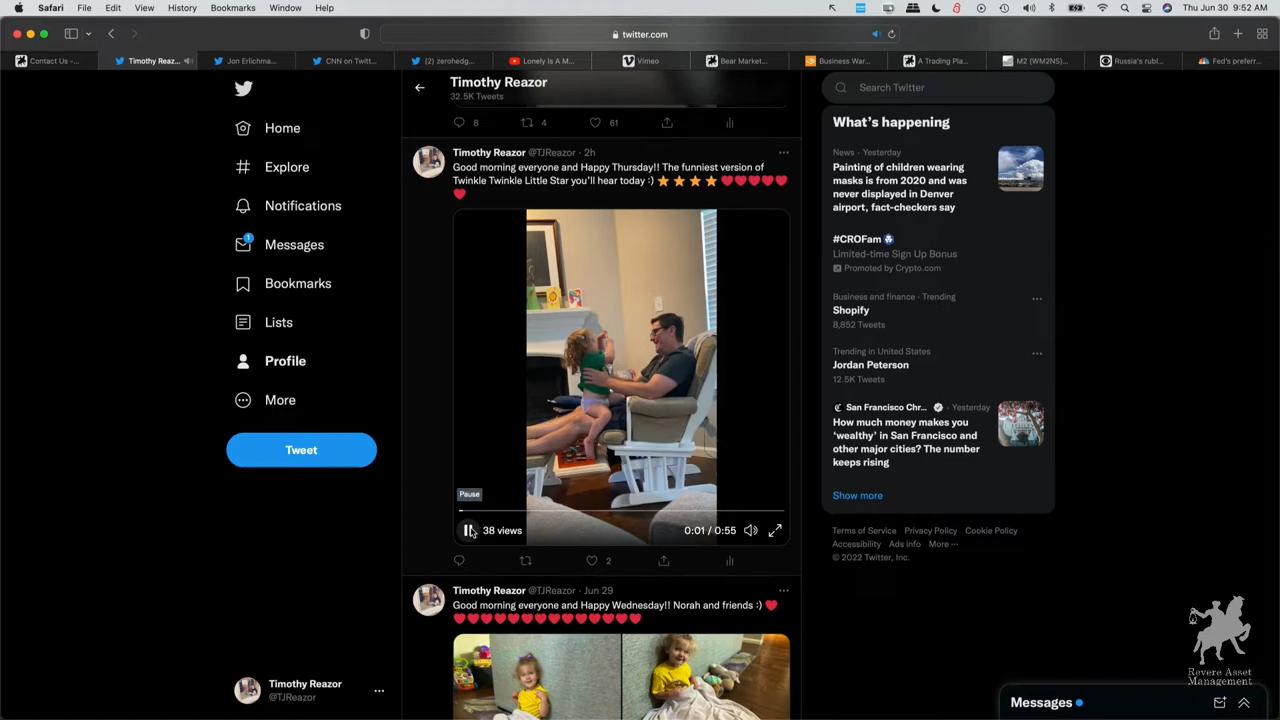 Safari File Edit View History Bookmarks Window Help Thu Jun 30 9:52 AM
twitter.com
Contact Us -... Timothy Reaz... Jon Erlichma... CNN on Twitt... (2) zerohedg... Lonely Is A M... Vimeo Bear Market... Business War... A Trading Pla... M2 (WM2NS)... Russia's rubl... Fed's preferr...
Timothy Reazor
32.5K Tweets
8 4 61
Home
Explore
Notifications
1
Messages
Bookmarks
Lists
Profile
More
Tweet
Timothy Reazor
@TJReazor
Timothy Reazor @TJReazor · 2h
Good morning everyone and Happy Thursday!! The funniest version of
Twinkle Twinkle Little Star you'll hear today :) ⭐⭐⭐⭐❤️❤️❤️❤️❤️
❤️
Pause
38 views 0:01 / 0:55
2
Timothy Reazor @TJReazor · Jun 29
Good morning everyone and Happy Wednesday!! Norah and friends :) ❤️
❤️❤️❤️❤️❤️❤️❤️❤️❤️❤️❤️❤️❤️❤️
Search Twitter
What's happening
News · Yesterday
Painting of children wearing
masks is from 2020 and was
never displayed in Denver
airport, fact-checkers say
#CROFam
Limited-time Sign Up Bonus
Promoted by Crypto.com
Business and finance · Trending
Shopify
8,852 Tweets
Trending in United States
Jordan Peterson
12.5K Tweets
San Francisco Chr... · Yesterday
How much money makes you
'wealthy' in San Francisco and
other major cities? The number
keeps rising
Show more
Terms of Service Privacy Policy Cookie Policy
Accessibility Ads info More ···
© 2022 Twitter, Inc.
Revere Asset
Management
Messages